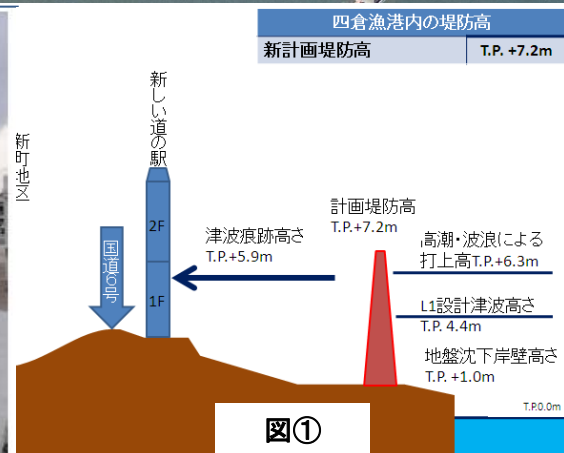 四倉漁港内の堤防高
新計画堤防高 T.P. +7.2m
新町地区
新しい道の駅
2F
1F
国道6号
津波痕跡高さ
T.P.+5.9m
計画堤防高
T.P.+7.2m
高潮・波浪による
打上高T.P.+6.3m
L1設計津波高さ
T.P. 4.4m
地盤沈下岸壁高さ
T.P. +1.0m
T.P.0.0m
図①